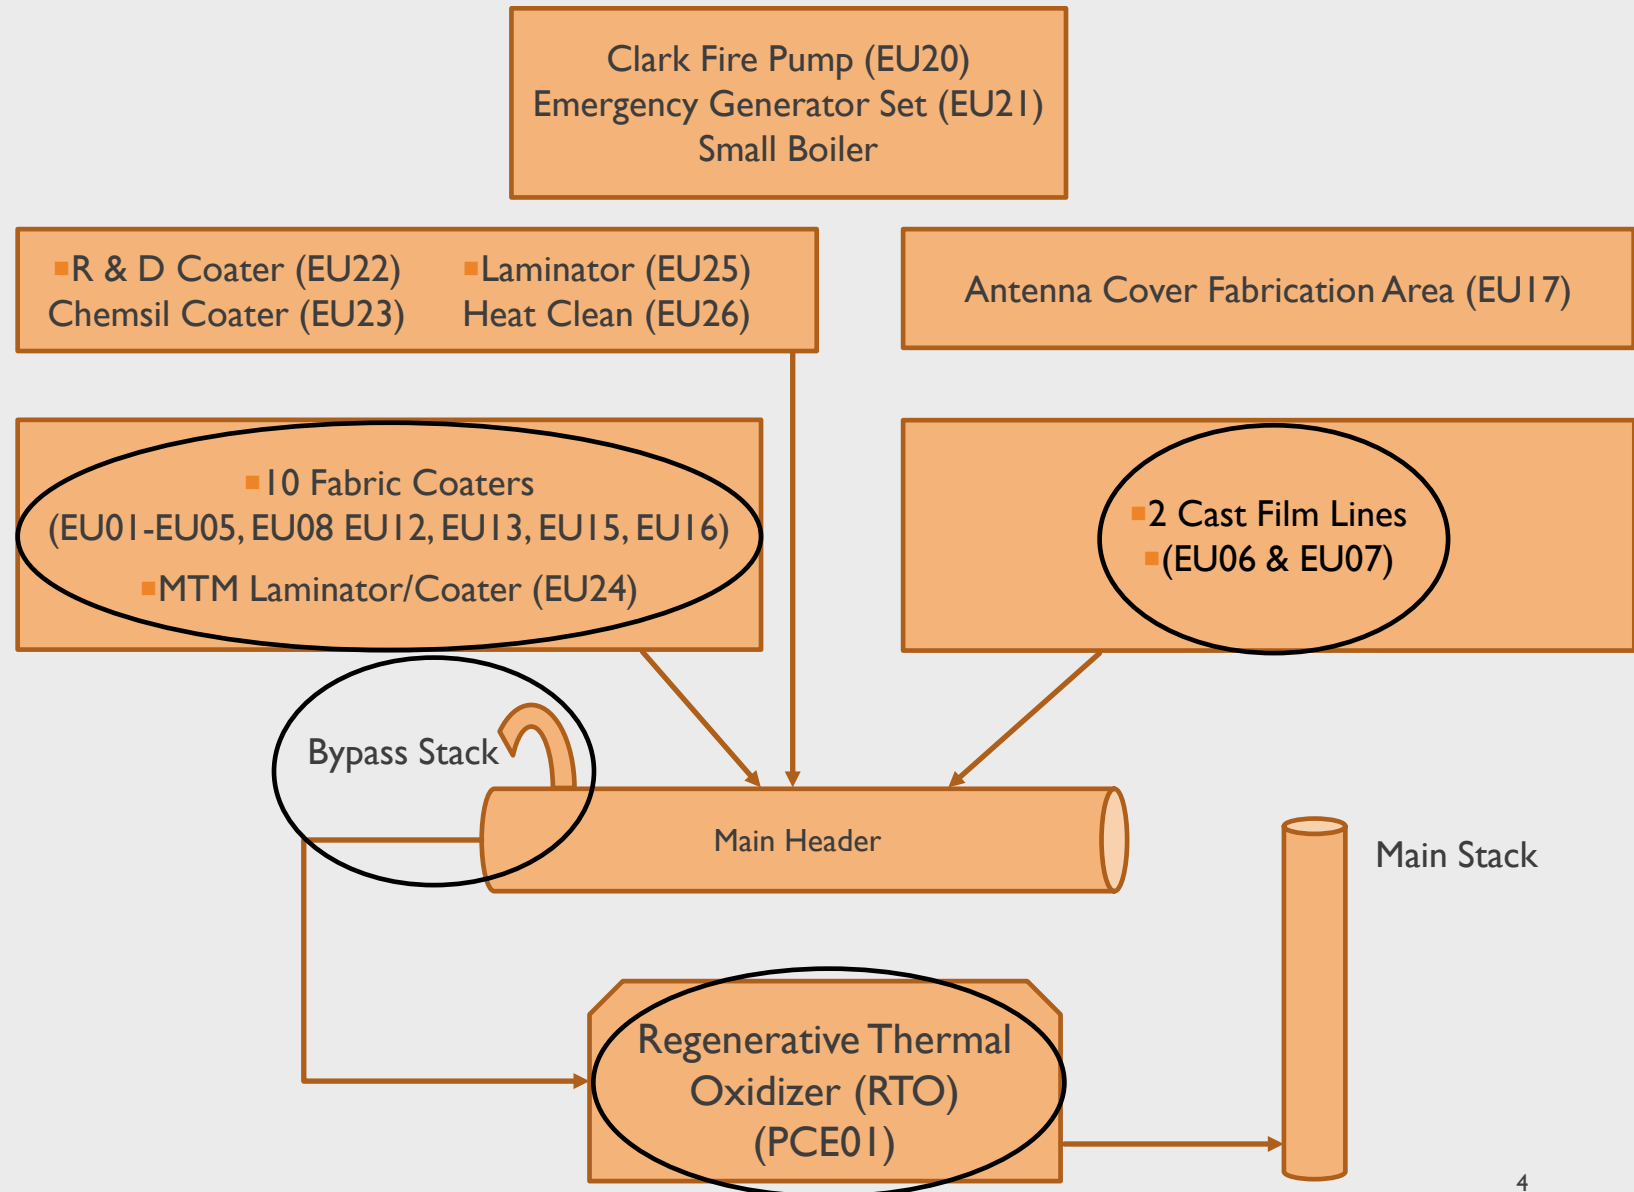 Clark Fire Pump (EU20)
Emergency Generator Set (EU21)
Small Boiler
▪R & D Coater (EU22) ▪Laminator (EU25)
Chemsil Coater (EU23) Heat Clean (EU26)
Antenna Cover Fabrication Area (EU17)
▪10 Fabric Coaters
(EU01-EU05, EU08 EU12, EU13, EU15, EU16)
▪MTM Laminator/Coater (EU24)
▪2 Cast Film Lines
▪(EU06 & EU07)
Bypass Stack
Main Header
Main Stack
Regenerative Thermal
Oxidizer (RTO)
(PCE01)
4